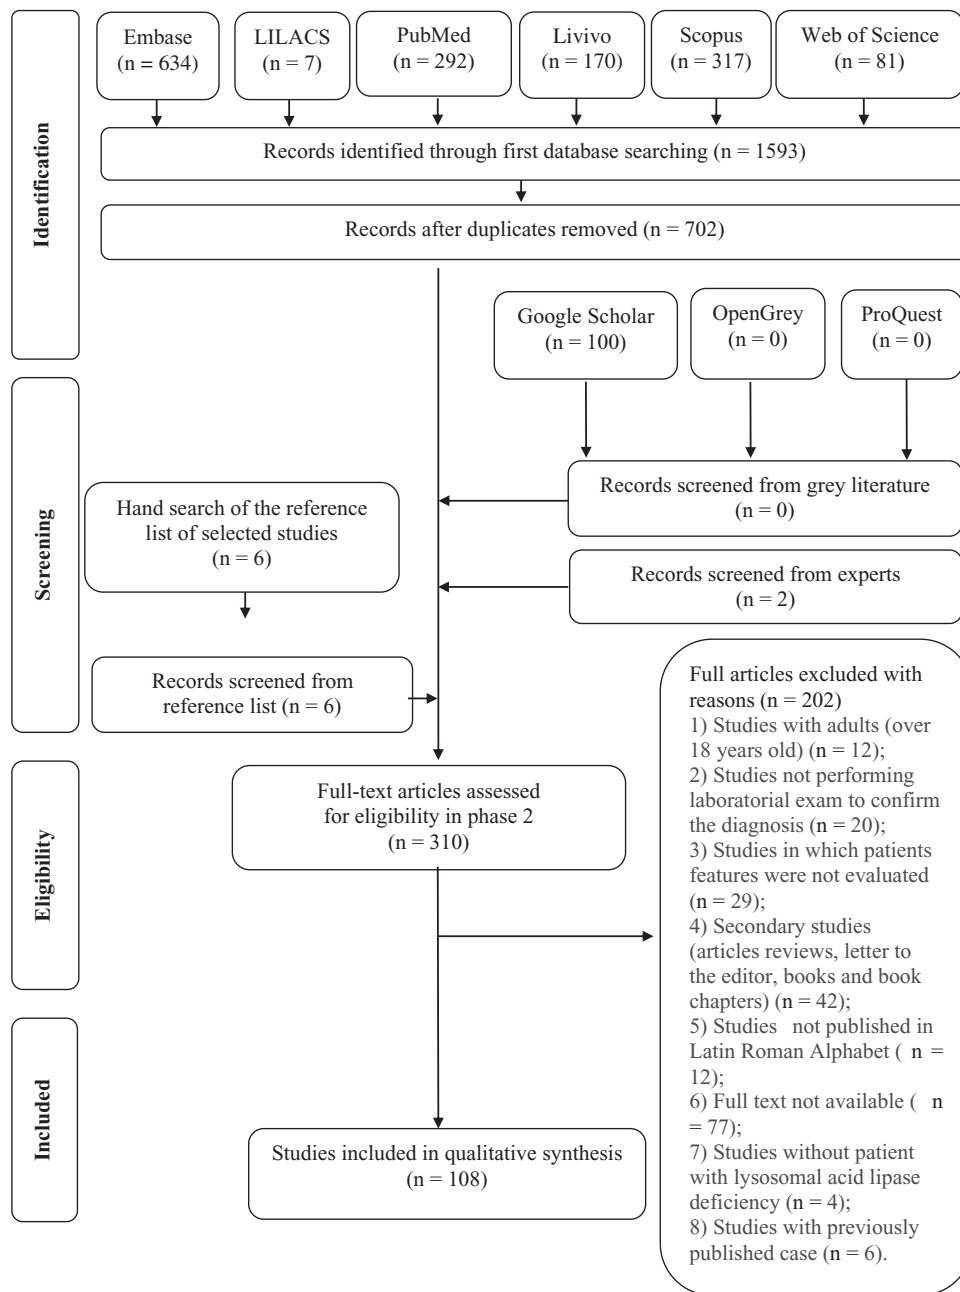 Identification
Embase
(n = 634)
LILACS
(n = 7)
PubMed
(n = 292)
Livivo
(n = 170)
Scopus
(n = 317)
Web of Science
(n = 81)
Records identified through first database searching (n = 1593)
Records after duplicates removed (n = 702)
Google Scholar
(n = 100)
OpenGrey
(n = 0)
ProQuest
(n = 0)
Screening
Records screened from grey literature
(n = 0)
Hand search of the reference
list of selected studies
(n = 6)
Records screened from experts
(n = 2)
Records screened from
reference list (n = 6)
Eligibility
Full-text articles assessed
for eligibility in phase 2
(n = 310)
Full articles excluded with
reasons (n = 202)
1) Studies with adults (over
18 years old) (n = 12);
2) Studies not performing
laboratorial exam to confirm
the diagnosis (n = 20);
3) Studies in which patients
features were not evaluated
(n = 29);
4) Secondary studies
(articles reviews, letter to
the editor, books and book
chapters) (n = 42);
5) Studies not published in
Latin Roman Alphabet ( n =
12);
6) Full text not available ( n
= 77);
7) Studies without patient
with lysosomal acid lipase
deficiency (n = 4);
8) Studies with previously
published case (n = 6).
Included
Studies included in qualitative synthesis
(n = 108)